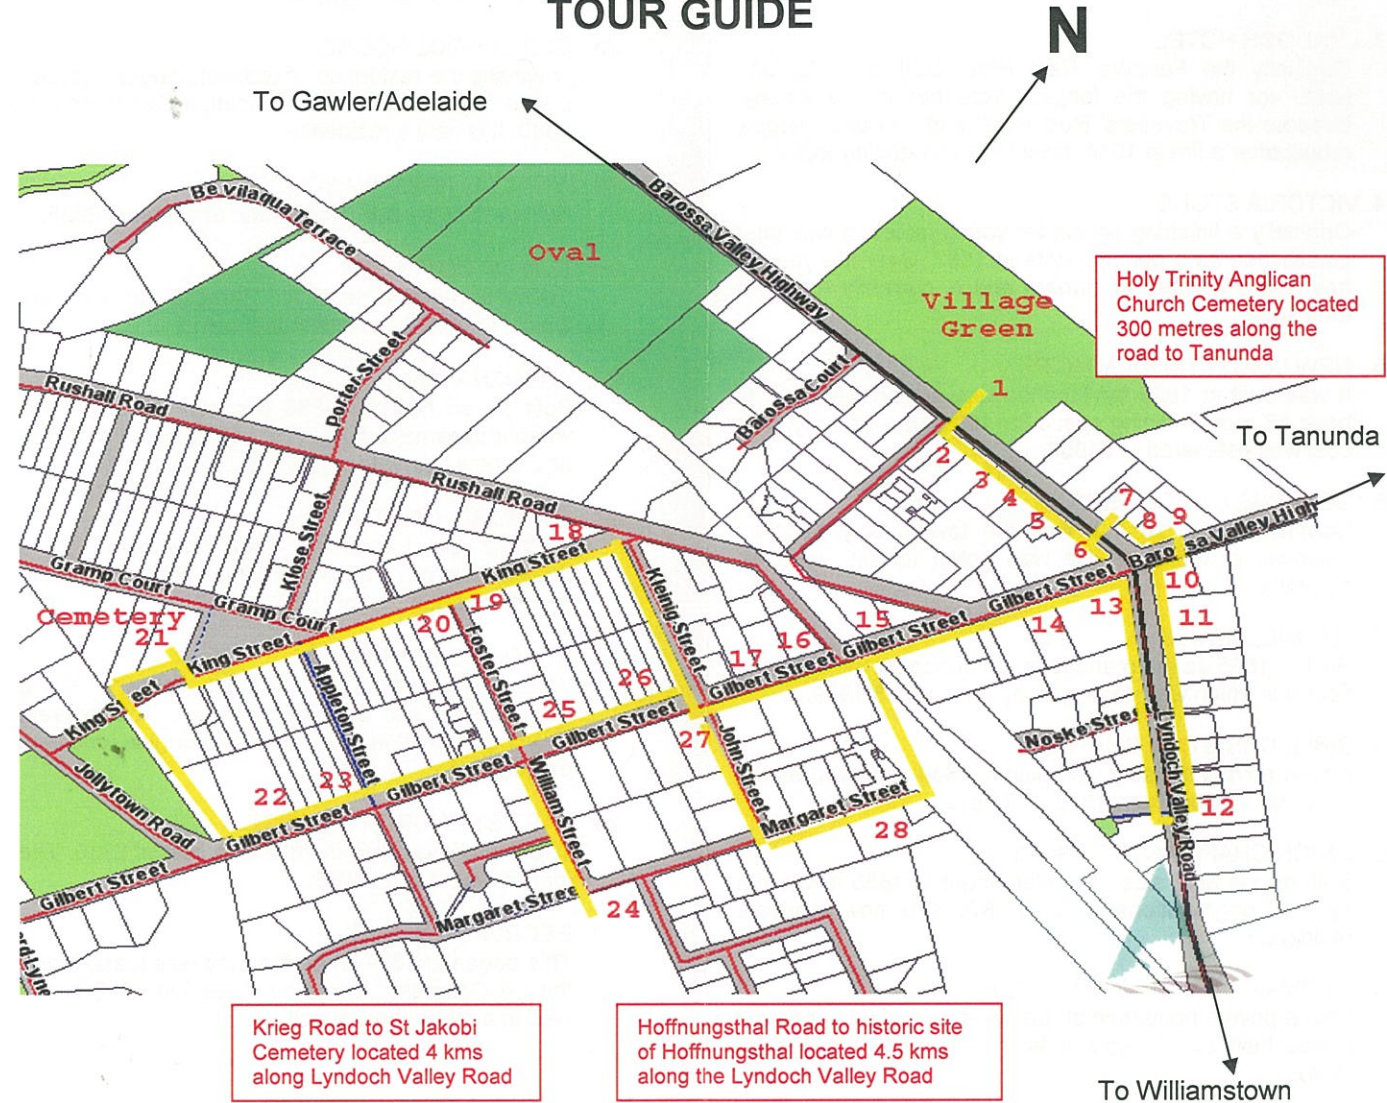 TOUR GUIDE
N
To Gawler/Adelaide
Bevilaqua Terrace
Barossa Valley Highway
Oval
Village
Green
Holy Trinity Anglican
Church Cemetery located
300 metres along the
road to Tanunda
Porter Street
Barossa Court
1
Rushall Road
To Tanunda
2
3
4
5
6
7
8
9
Rushall Road
Barossa Valley High
18
King Street
Klose Street
Gramp Court
Gramp Court
Kleinig Street
Gilbert Street
10
11
13
14
15
16
17
Gilbert Street
Gilbert Street
19
20
Cemetery
21
King Street
Foster Street
26
25
Gilbert Street
King Street
Appleton Street
27
John Street
Noske Stree
Lyndoch Valley Road
Jollytown Road
22
23
Gilbert Street
Gilbert Street
William Street
Margaret Street
28
12
Gilbert Street
Margaret Stree
24
Krieg Road to St Jakobi
Cemetery located 4 kms
along Lyndoch Valley Road
Hoffnungsthal Road to historic site
of Hoffnungsthal located 4.5 kms
along the Lyndoch Valley Road
To Williamstown